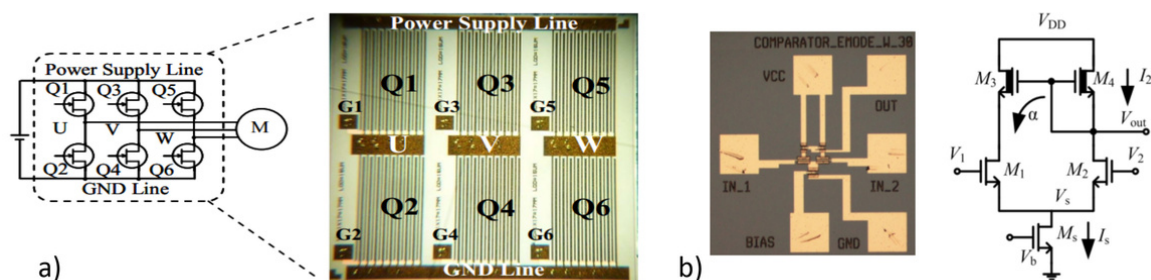 Power Supply Line
Q1 Q3 Q5
U V W M
Q2 Q4 Q6
GND Line
a)
Power Supply Line
Q1 Q3 Q5
G1 G3 G5
U V W
Q2 Q4 Q6
G2 G4 G6
GND Line
b)
COMPARATOR_EMODE_W_30
VCC
OUT
IN_1 IN_2
BIAS GND
VDD
M3 M4 I2
α
Vout
V1 M1 M2 V2
Vs
Ms Is
Vb